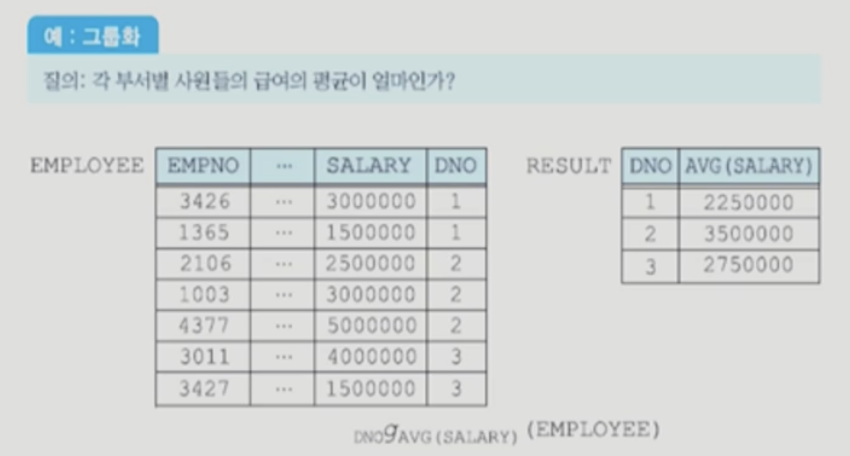 예 : 그룹화
질의: 각 부서별 사원들의 급여의 평균이 얼마인가?
EMPLOYEE EMPNO ... SALARY DNO
3426 ... 3000000 1
1365 ... 1500000 1
2106 ... 2500000 2
1003 ... 3000000 2
4377 ... 5000000 2
3011 ... 4000000 3
3427 ... 1500000 3
RESULT DNO AVG(SALARY)
1 2250000
2 3500000
3 2750000
DNO g AVG(SALARY) (EMPLOYEE)